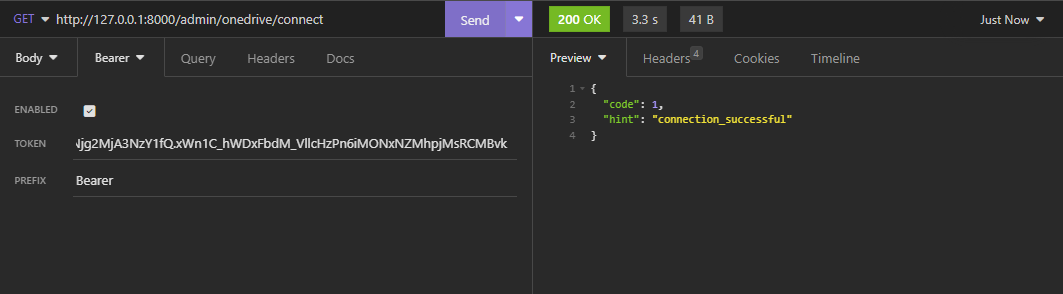 GET http://127.0.0.1:8000/admin/onedrive/connect Send
Body Bearer Query Headers Docs
ENABLED
TOKEN Njg2MjA3NzY1fQ.xWn1C_hWDxFbdM_VllcHzPn6iMONxNZMhpjMsRCMBvk
PREFIX Bearer
200 OK 3.3 s 41 B Just Now
Preview Headers 4 Cookies Timeline
1 {
2 "code": 1,
3 "hint": "connection_successful"
4 }